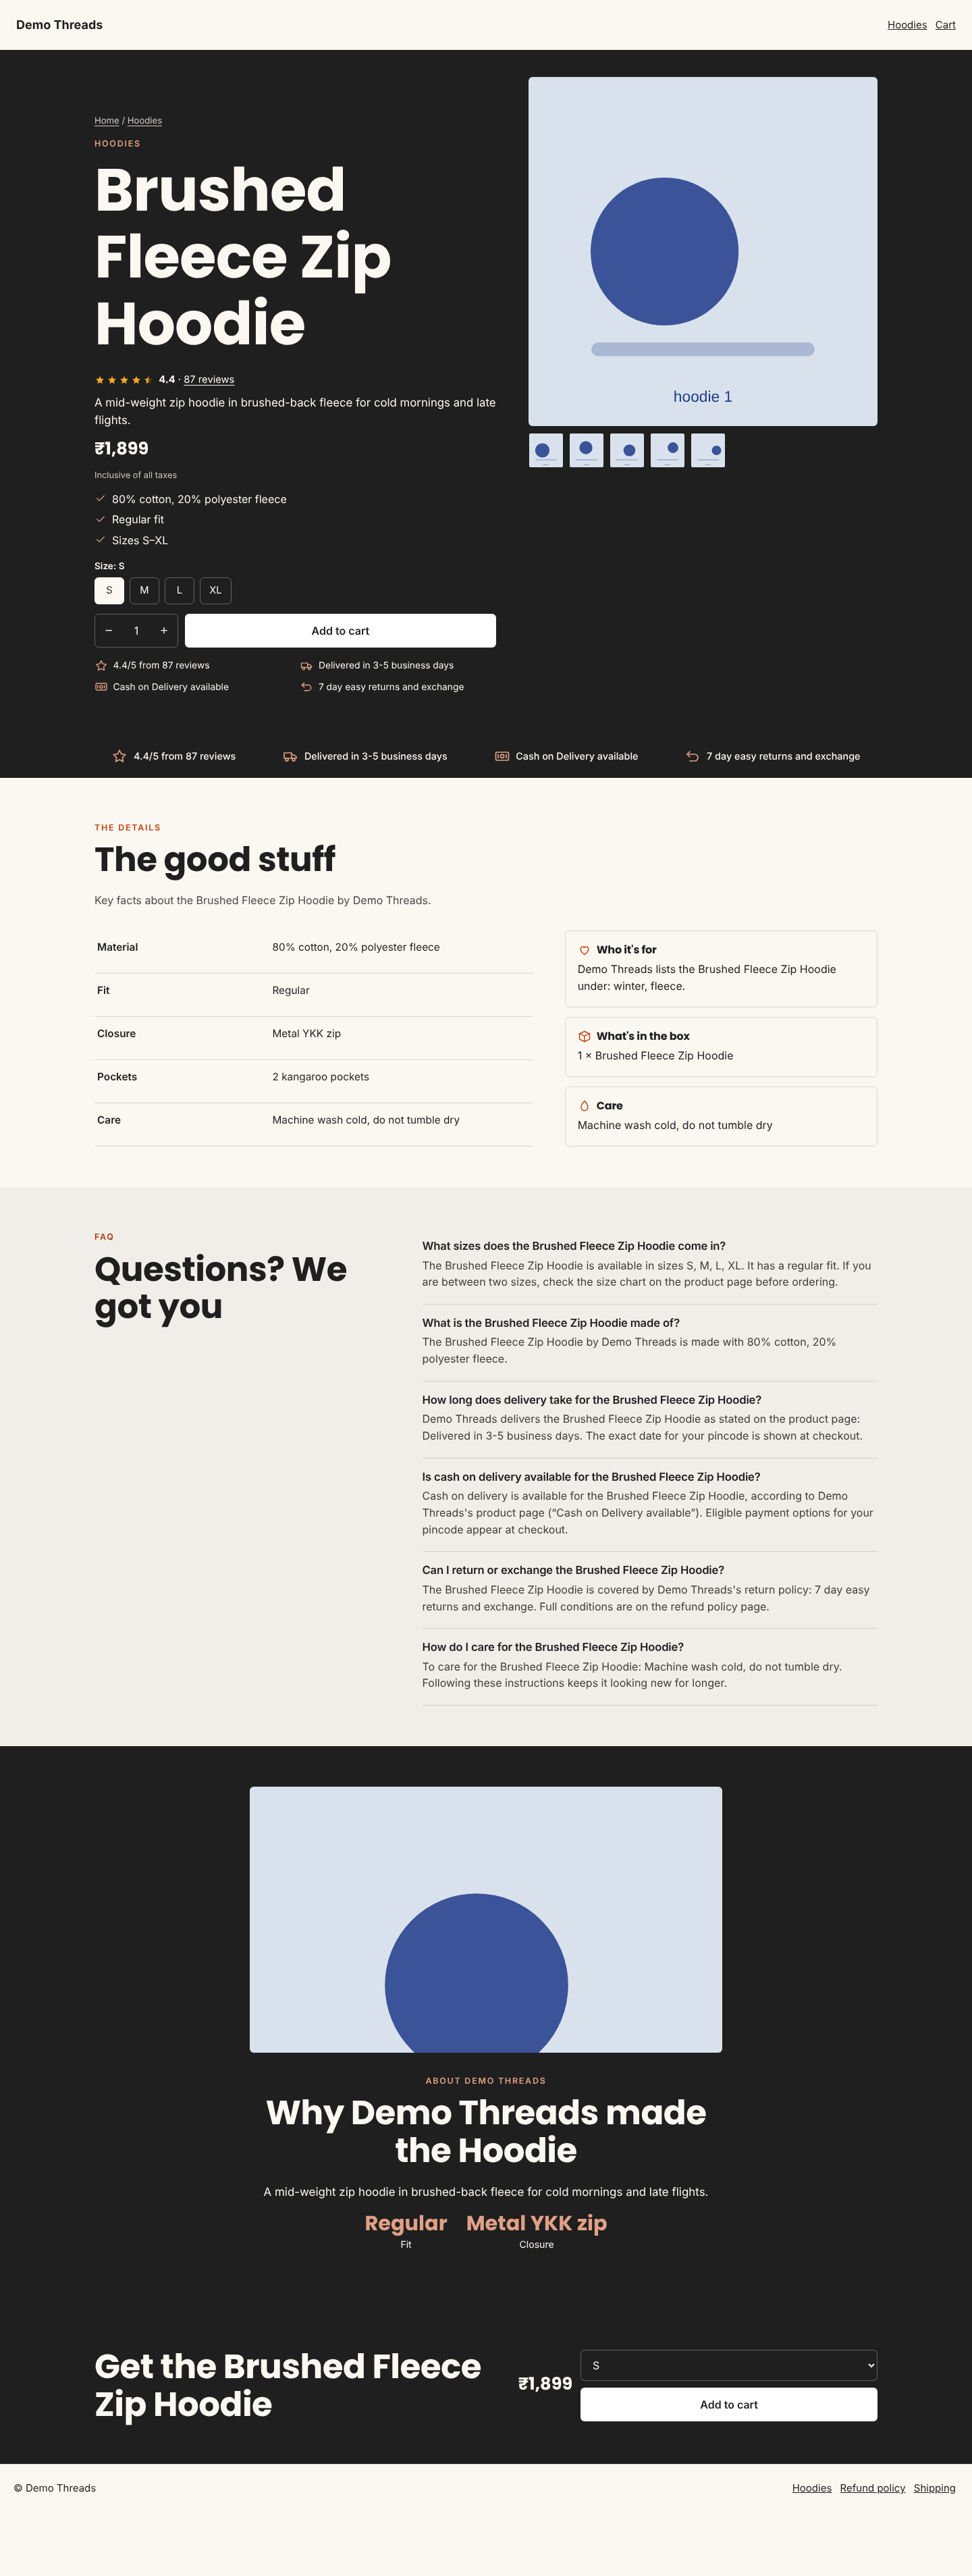 Demo Threads
Hoodies Cart
Home / Hoodies
HOODIES
Brushed
Fleece Zip
Hoodie
4.4 · 87 reviews
A mid-weight zip hoodie in brushed-back fleece for cold mornings and late
flights.
₹1,899
Inclusive of all taxes
80% cotton, 20% polyester fleece
Regular fit
Sizes S–XL
Size: S
S M L XL
− 1 + Add to cart
4.4/5 from 87 reviews
Delivered in 3-5 business days
Cash on Delivery available
7 day easy returns and exchange
hoodie 1
4.4/5 from 87 reviews
Delivered in 3-5 business days
Cash on Delivery available
7 day easy returns and exchange
THE DETAILS
The good stuff
Key facts about the Brushed Fleece Zip Hoodie by Demo Threads.
Material 80% cotton, 20% polyester fleece
Fit Regular
Closure Metal YKK zip
Pockets 2 kangaroo pockets
Care Machine wash cold, do not tumble dry
Who it's for
Demo Threads lists the Brushed Fleece Zip Hoodie
under: winter, fleece.
What's in the box
1 × Brushed Fleece Zip Hoodie
Care
Machine wash cold, do not tumble dry
FAQ
Questions? We
got you
What sizes does the Brushed Fleece Zip Hoodie come in?
The Brushed Fleece Zip Hoodie is available in sizes S, M, L, XL. It has a regular fit. If you
are between two sizes, check the size chart on the product page before ordering.
What is the Brushed Fleece Zip Hoodie made of?
The Brushed Fleece Zip Hoodie by Demo Threads is made with 80% cotton, 20%
polyester fleece.
How long does delivery take for the Brushed Fleece Zip Hoodie?
Demo Threads delivers the Brushed Fleece Zip Hoodie as stated on the product page:
Delivered in 3-5 business days. The exact date for your pincode is shown at checkout.
Is cash on delivery available for the Brushed Fleece Zip Hoodie?
Cash on delivery is available for the Brushed Fleece Zip Hoodie, according to Demo
Threads's product page (“Cash on Delivery available”). Eligible payment options for your
pincode appear at checkout.
Can I return or exchange the Brushed Fleece Zip Hoodie?
The Brushed Fleece Zip Hoodie is covered by Demo Threads's return policy: 7 day easy
returns and exchange. Full conditions are on the refund policy page.
How do I care for the Brushed Fleece Zip Hoodie?
To care for the Brushed Fleece Zip Hoodie: Machine wash cold, do not tumble dry.
Following these instructions keeps it looking new for longer.
ABOUT DEMO THREADS
Why Demo Threads made
the Hoodie
A mid-weight zip hoodie in brushed-back fleece for cold mornings and late flights.
Regular Metal YKK zip
Fit Closure
Get the Brushed Fleece
Zip Hoodie
₹1,899
S
Add to cart
© Demo Threads
Hoodies Refund policy Shipping